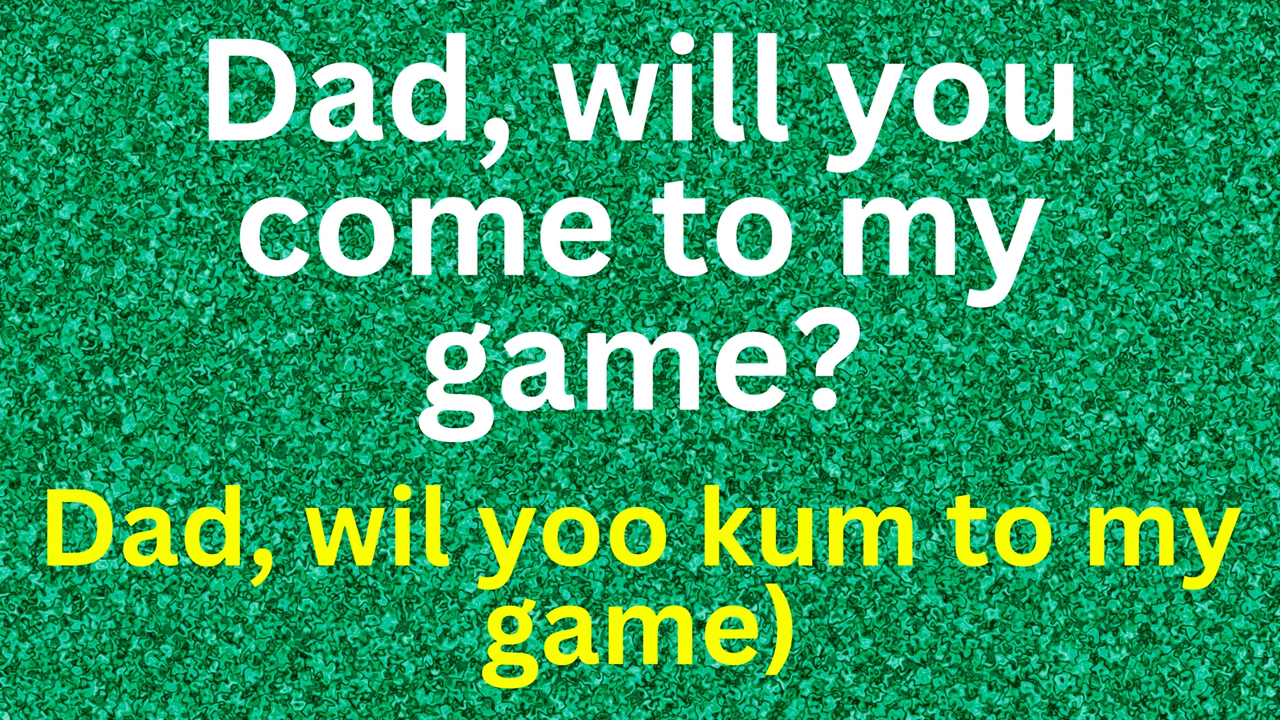 Dad, will you
come to my
game?
Dad, wil yoo kum to my
game)